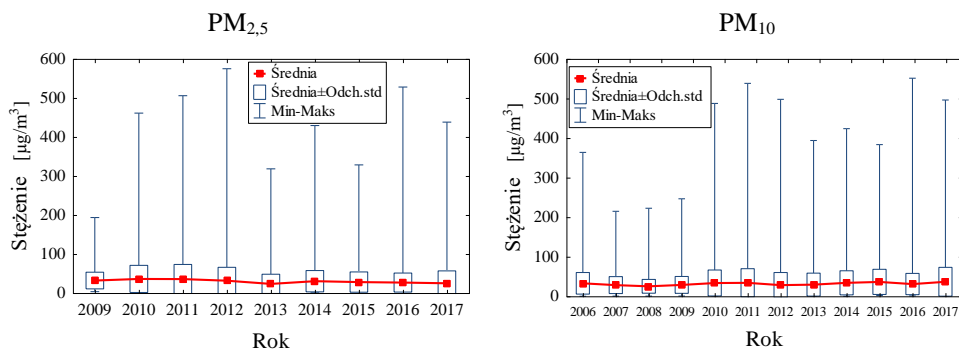 PM2,5
Stężenie [μg/m³]
600
500
400
300
200
100
0
Średnia
Średnia±Odch.std
Min-Maks
2009 2010 2011 2012 2013 2014 2015 2016 2017
Rok
PM10
Stężenie [μg/m³]
600
500
400
300
200
100
0
Średnia
Średnia±Odch.std
Min-Maks
2006 2007 2008 2009 2010 2011 2012 2013 2014 2015 2016 2017
Rok